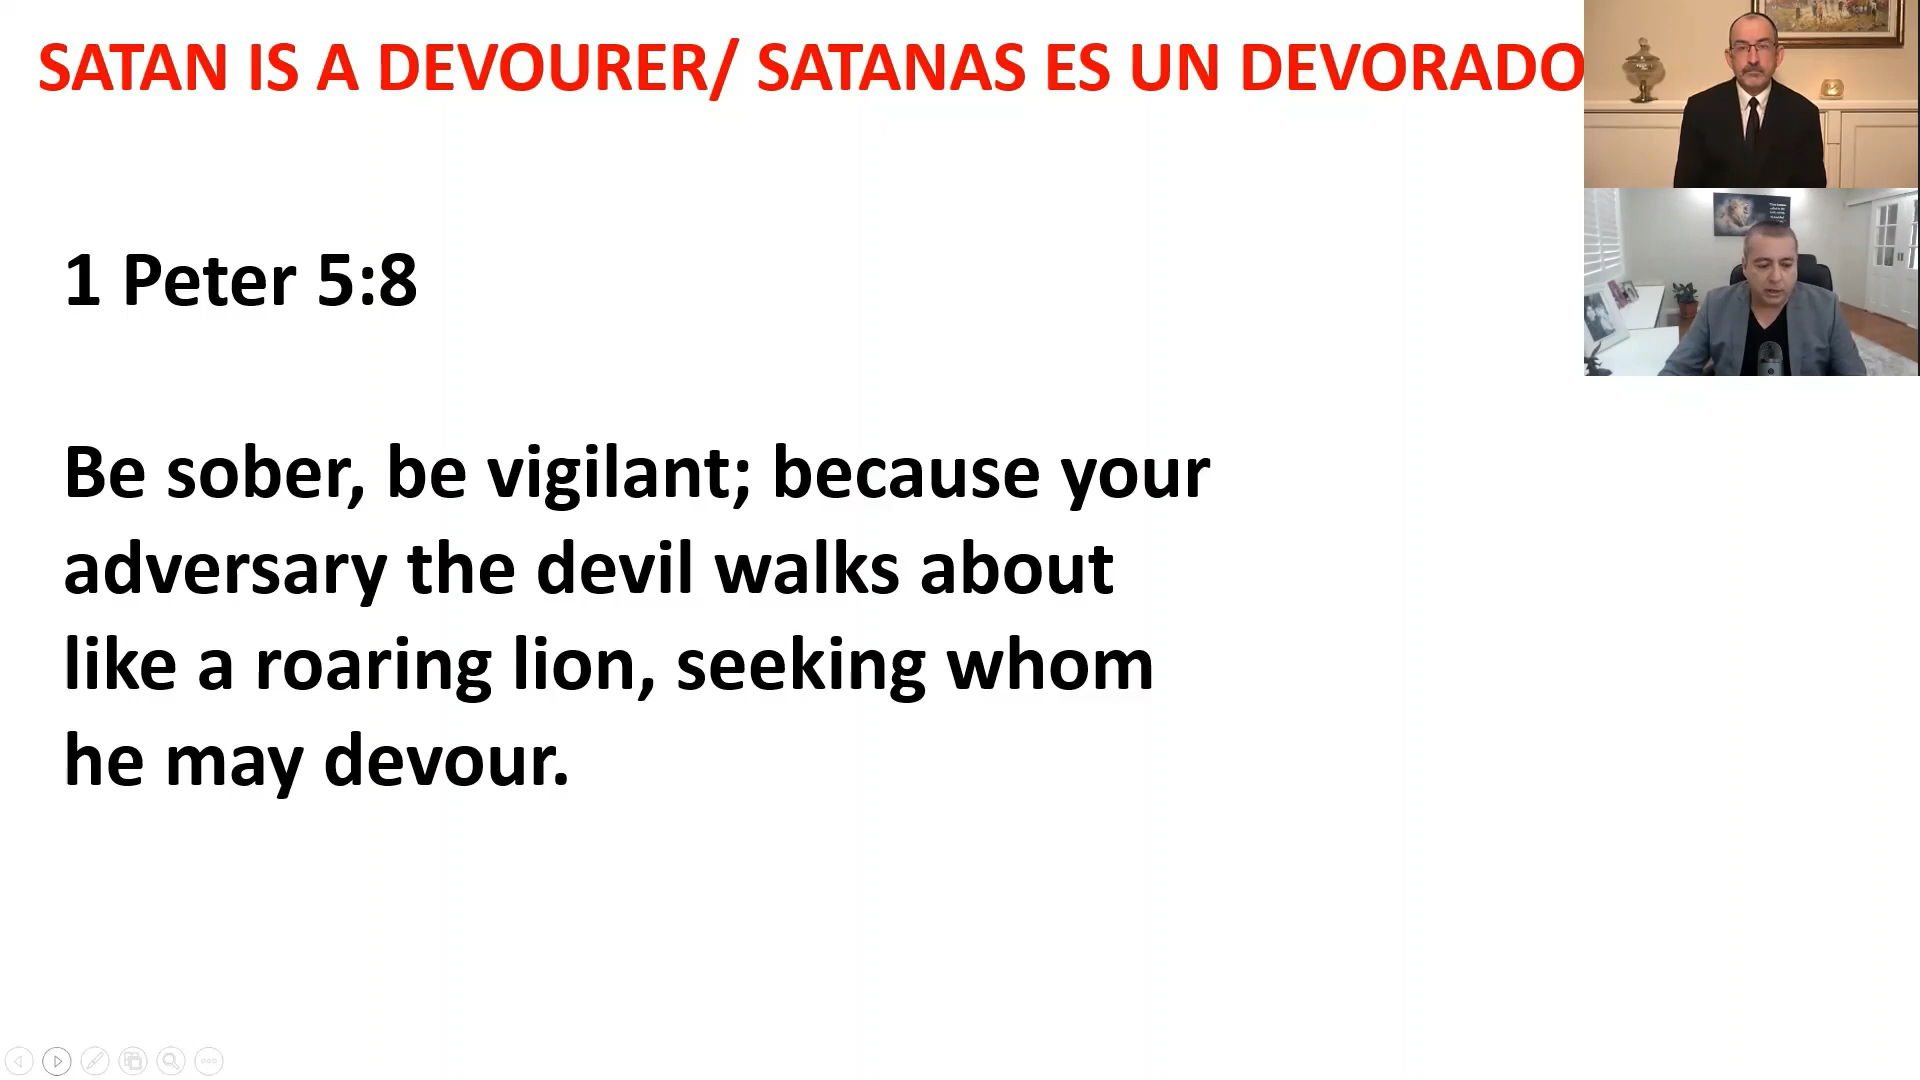 SATAN IS A DEVOURER/ SATANAS ES UN DEVORADO
1 Peter 5:8
Be sober, be vigilant; because your
adversary the devil walks about
like a roaring lion, seeking whom
he may devour.